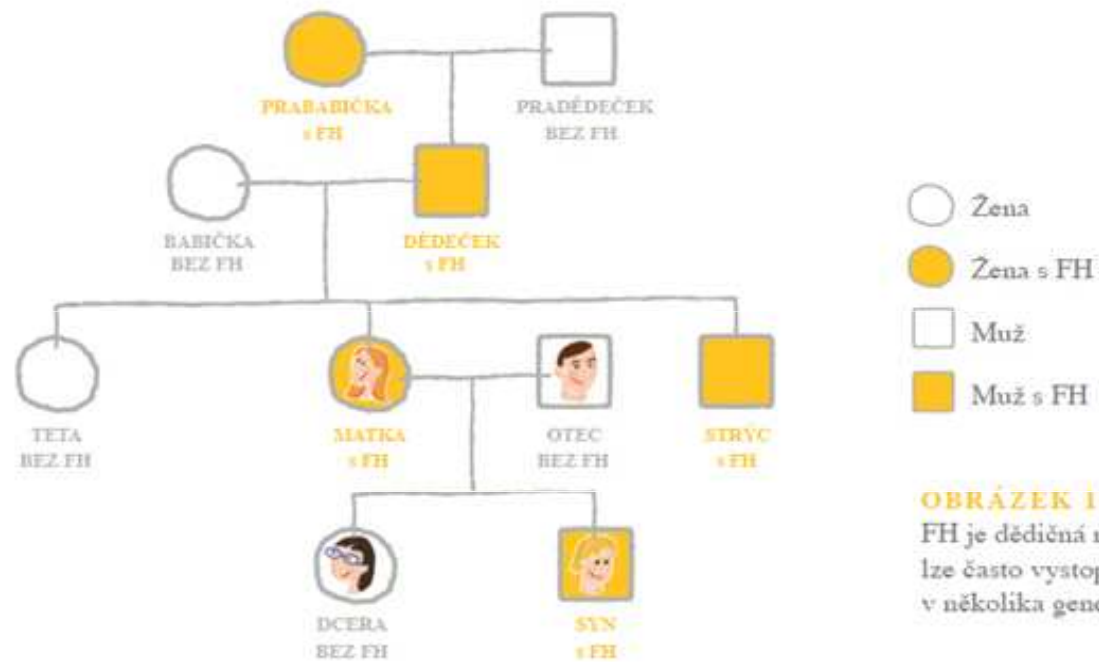 PRABABIČKA
s FH
PRADĚDEČEK
BEZ FH
BABIČKA
BEZ FH
DĚDEČEK
s FH
TETA
BEZ FH
MATKA
s FH
OTEC
BEZ FH
STRÝC
s FH
DCERA
BEZ FH
SYN
s FH
Žena
Žena s FH
Muž
Muž s FH
OBRÁZEK 1
FH je dědičná
lze často
v několika